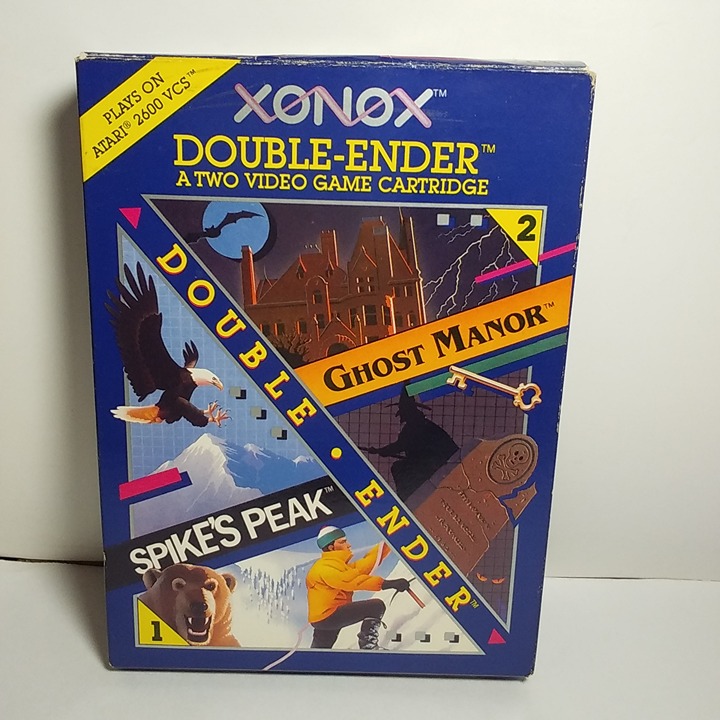 PLAYS ON
ATARI® 2600 VCS™
XONOX™
DOUBLE-ENDER™
A TWO VIDEO GAME CARTRIDGE
2
DOUBLE • ENDER™
GHOST MANOR™
SPIKE'S PEAK™
1